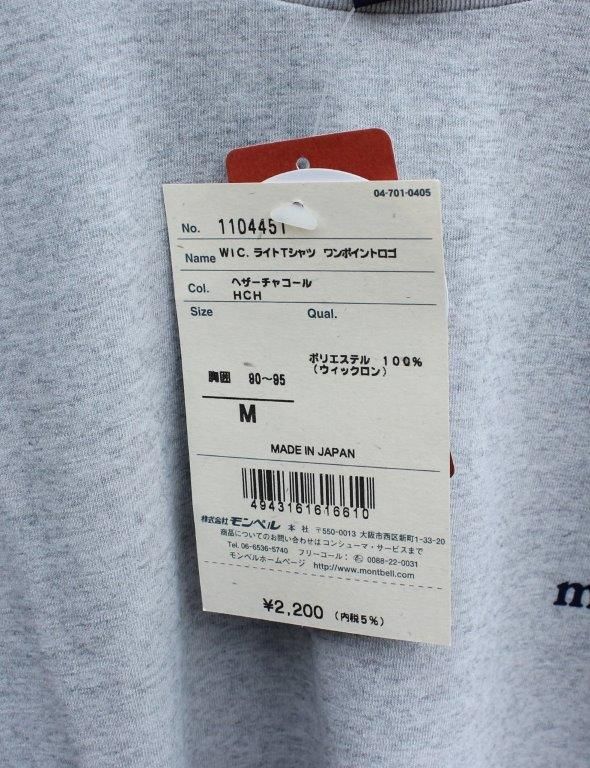 04-701-0405
No. 1104451
Name WIC. ライトTシャツ ワンポイントロゴ
Col. ヘザーチャコール
HCH
Size Qual.
ポリエステル 100%
(ウィックロン)
胸囲 90~95
M
MADE IN JAPAN
4943161616610
株式会社 モンベル 本 社 〒550-0013 大阪市西区新町1-33-20
商品についてのお問い合わせはコンシューマ・サービスまで
Tel. 06-6536-5740 フリーコール: 0088-22-0031
モンベルホームページ http://www.montbell.com
¥2,200 (内税5%)
m